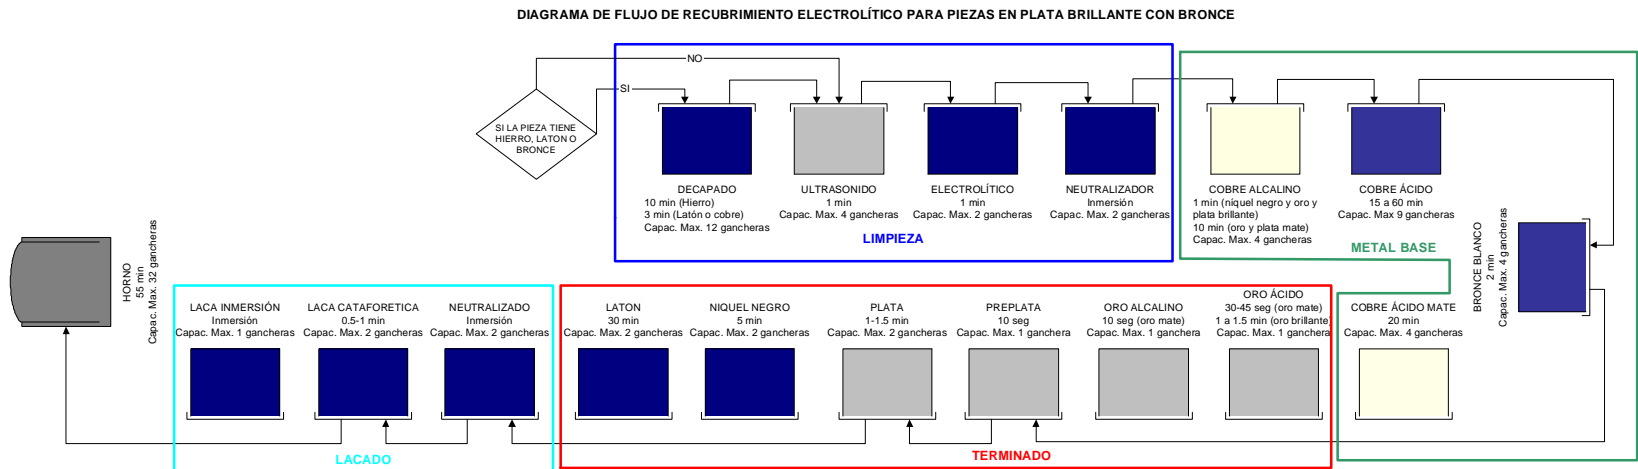 DIAGRAMA DE FLUJO DE RECUBRIMIENTO ELECTROLÍTICO PARA PIEZAS EN PLATA BRILLANTE CON BRONCE
NO
SI
SI LA PIEZA TIENE
HIERRO, LATON O
BRONCE
DECAPADO
10 min (Hierro)
3 min (Latón o cobre)
Capac. Max. 12 gancheras
ULTRASONIDO
1 min
Capac. Max. 4 gancheras
ELECTROLÍTICO
1 min
Capac. Max. 2 gancheras
NEUTRALIZADOR
Inmersión
Capac. Max. 2 gancheras
LIMPIEZA
COBRE ALCALINO
1 min (níquel negro y oro y
plata brillante)
10 min (oro y plata mate)
Capac. Max. 4 gancheras
COBRE ÁCIDO
15 a 60 min
Capac. Max 9 gancheras
METAL BASE
BRONCE BLANCO
2 min
Capac. Max. 4 gancheras
HORNO
55 min
Capac. Max. 32 gancheras
LACA INMERSIÓN
Inmersión
Capac. Max. 1 gancheras
LACA CATAFORETICA
0.5-1 min
Capac. Max. 2 gancheras
NEUTRALIZADO
Inmersión
Capac. Max. 2 gancheras
LACADO
LATON
30 min
Capac. Max. 2 gancheras
NIQUEL NEGRO
5 min
Capac. Max. 2 gancheras
PLATA
1-1.5 min
Capac. Max. 2 gancheras
PREPLATA
10 seg
Capac. Max. 1 ganchera
ORO ALCALINO
10 seg (oro mate)
Capac. Max. 1 ganchera
ORO ÁCIDO
30-45 seg (oro mate)
1 a 1.5 min (oro brillante)
Capac. Max. 1 ganchera
TERMINADO
COBRE ÁCIDO MATE
20 min
Capac. Max. 4 gancheras